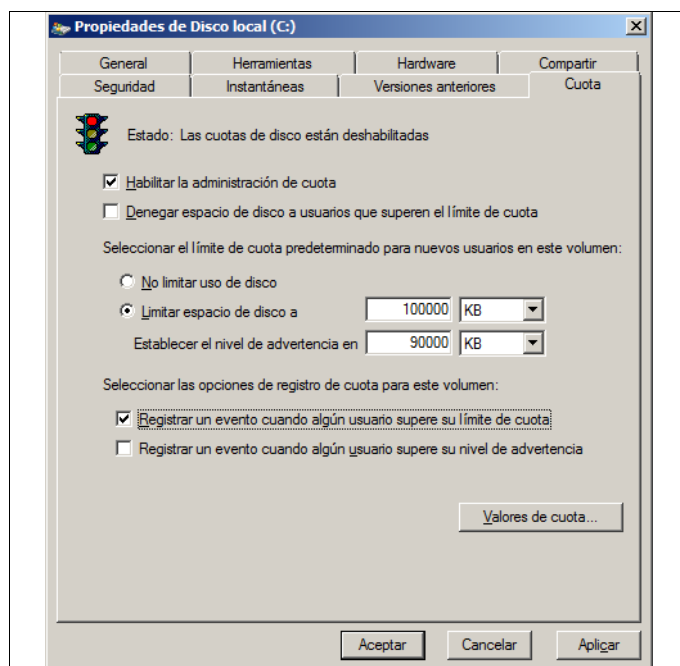 Propiedades de Disco local (C:)
General Herramientas Hardware Compartir
Seguridad Instantáneas Versiones anteriores Cuota
Estado: Las cuotas de disco están deshabilitadas
Habilitar la administración de cuota
Denegar espacio de disco a usuarios que superen el límite de cuota
Seleccionar el límite de cuota predeterminado para nuevos usuarios en este volumen:
No limitar uso de disco
Limitar espacio de disco a 100000 KB
Establecer el nivel de advertencia en 90000 KB
Seleccionar las opciones de registro de cuota para este volumen:
Registrar un evento cuando algún usuario supere su límite de cuota
Registrar un evento cuando algún usuario supere su nivel de advertencia
Valores de cuota...
Aceptar Cancelar Aplicar